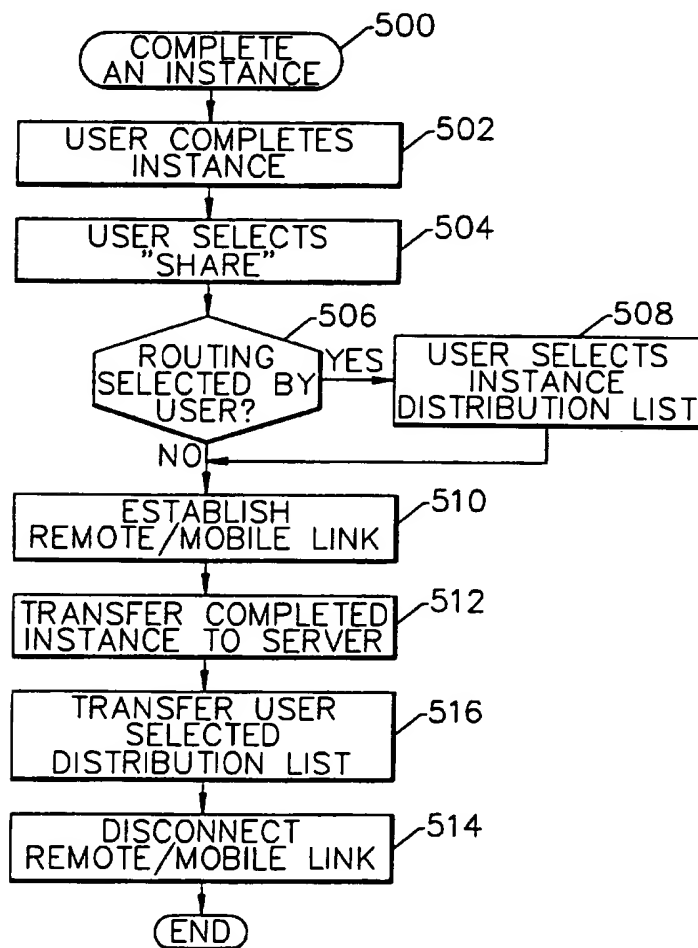 500
COMPLETE
AN INSTANCE
502
USER COMPLETES
INSTANCE
504
USER SELECTS
"SHARE"
506
ROUTING
SELECTED BY
USER?
YES
508
USER SELECTS
INSTANCE
DISTRIBUTION LIST
NO
510
ESTABLISH
REMOTE/MOBILE LINK
512
TRANSFER COMPLETED
INSTANCE TO SERVER
516
TRANSFER USER
SELECTED
DISTRIBUTION LIST
514
DISCONNECT
REMOTE/MOBILE LINK
END